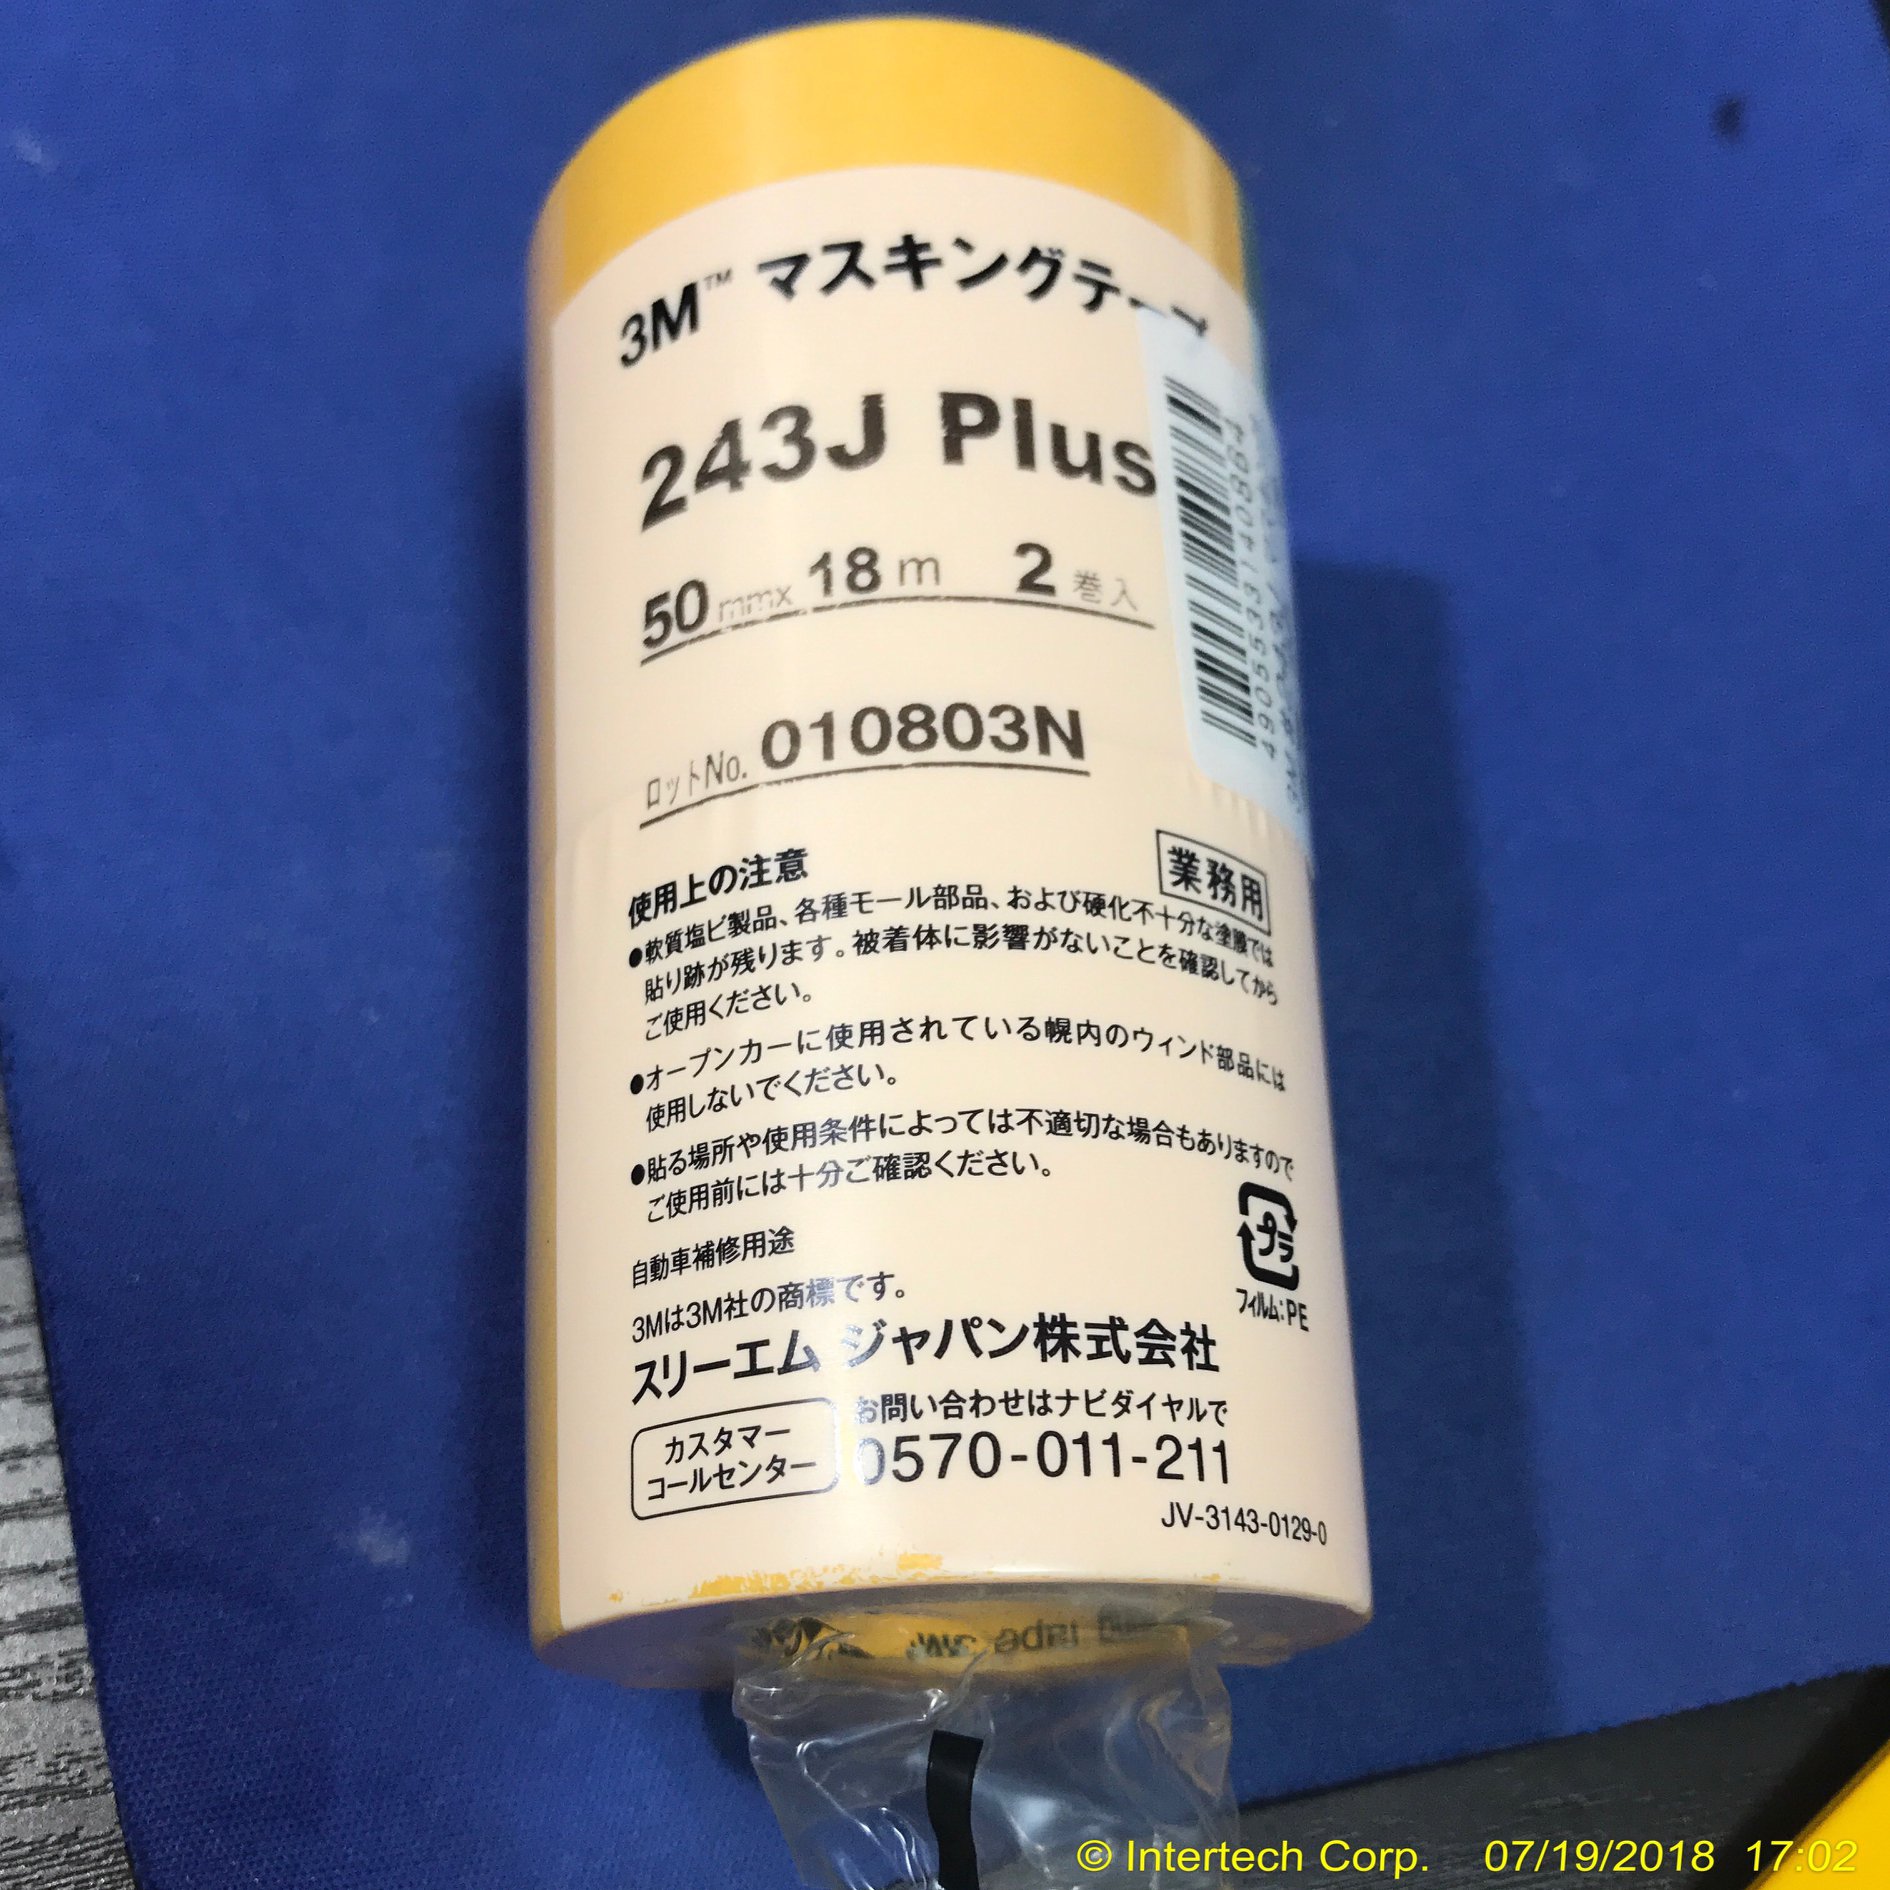 3M™ マスキングテー
243J Plus
50 mmx 18 m 2 巻入
ロットNo. 010803N
業務用
使用上の注意
●軟質塩ビ製品、各種モール部品、および硬化不十分な塗膜では
貼り跡が残ります。被着体に影響がないことを確認してから
ご使用ください。
●オープンカーに使用されている幌内のウィンド部品には
使用しないでください。
●貼る場所や使用条件によっては不適切な場合もありますので
ご使用前には十分ご確認ください。
自動車補修用途
3Mは3M社の商標です。
プラ
フィルム:PE
スリーエム ジャパン株式会社
カスタマー
コールセンター
お問い合わせはナビダイヤルで
0570-011-211
JV-3143-0129-0
3M
© Intertech Corp. 07/19/2018 17:02